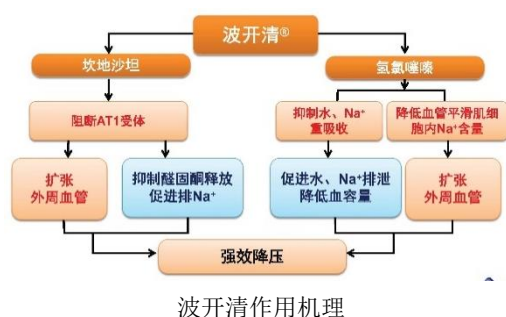 波开清®
坎地沙坦
氢氯噻嗪
阻断AT1受体
抑制水、Na⁺
重吸收
降低血管平滑肌细
胞内Na⁺含量
扩张
外周血管
抑制醛固酮释放
促进排Na⁺
促进水、Na⁺排泄
降低血容量
扩张
外周血管
强效降压
波开清作用机理